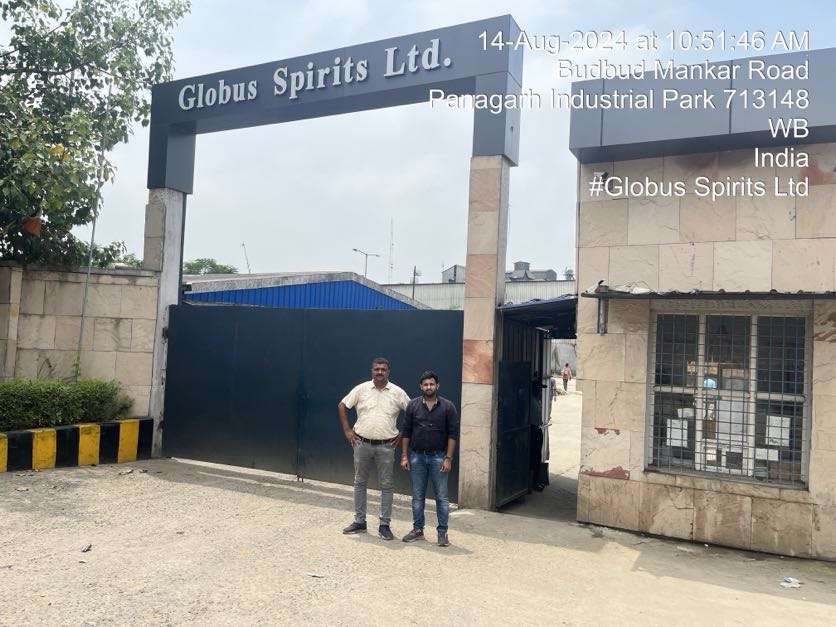 Globus Spirits Ltd.
14-Aug-2024 at 10:51:46 AM
Budbud Mankar Road
Panagarh Industrial Park 713148
WB
India
#Globus Spirits Ltd